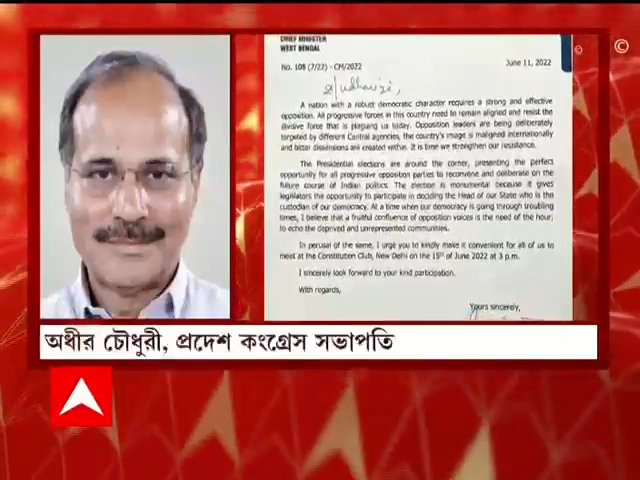 CHIEF MINISTER
WEST BENGAL
No. 108 (7/22) - CM/2022
June 11, 2022
A nation with a robust democratic character requires a strong and effective
opposition. All progressive forces in this country need to remain aligned and resist the
divisive force that is plaguing us today. Opposition leaders are being deliberately
targeted by different Central agencies, the country's image is maligned internationally
and bitter dissensions are created within. It is time we strengthen our resistance.
The Presidential elections are around the corner, presenting the perfect
opportunity for all progressive opposition parties to reconvene and deliberate on the
future course of Indian politics. The election is monumental because it gives
legislators the opportunity to participate in deciding the Head of our State who is the
custodian of our democracy. At a time when our democracy is going through troubling
times, I believe that a fruitful confluence of opposition voices is the need of the hour;
to echo the deprived and unrepresented communities.
In perusal of the same, I urge you to kindly make it convenient for all of us to
meet at the Constitution Club, New Delhi on the 15th of June 2022 at 3 p.m.
I sincerely look forward to your kind participation.
With regards,
Yours sincerely,
অধীর চৌধুরী, প্রদেশ কংগ্রেস সভাপতি